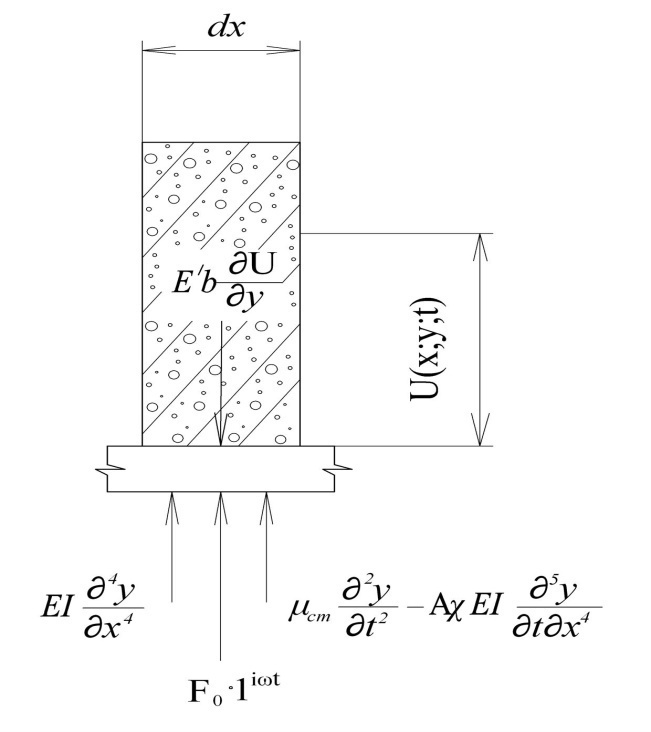 dx
E′b ∂U/∂y
U(x;y;t)
EI ∂⁴y/∂x⁴
μcm ∂²y/∂t² – Aχ EI ∂⁵y/∂t∂x⁴
F₀·1^iωt